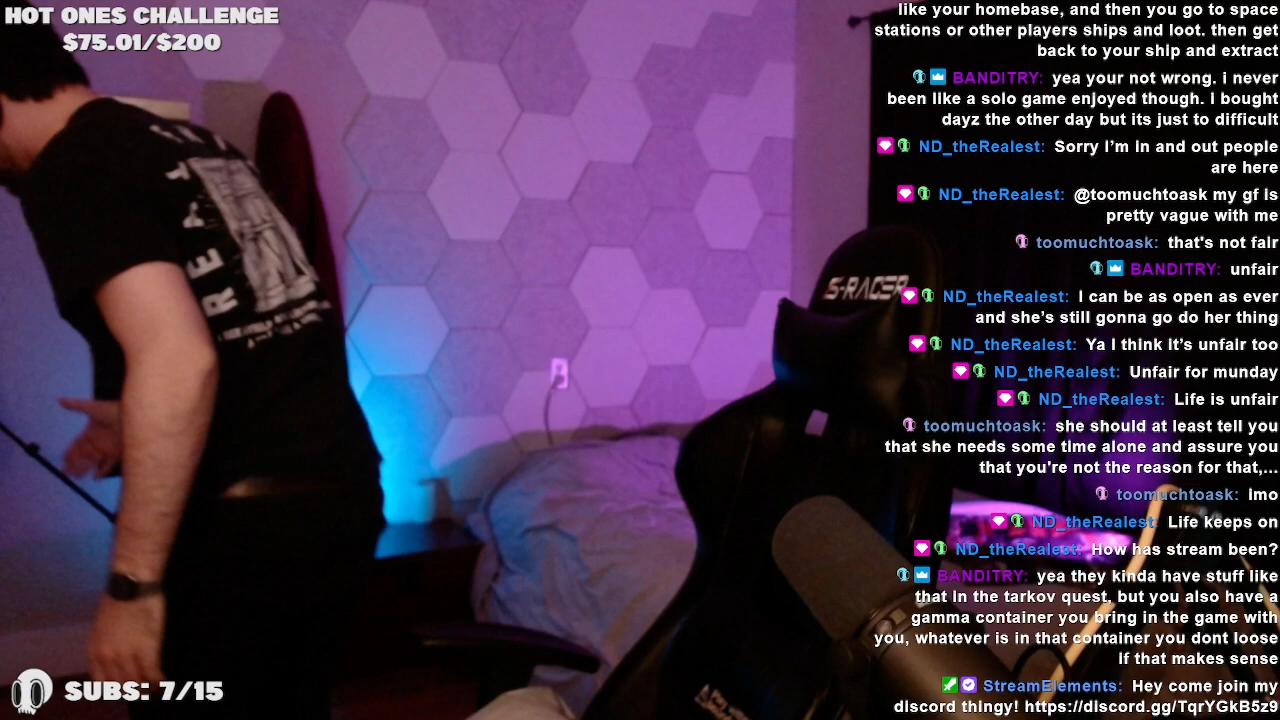 HOT ONES CHALLENGE
$75.01/$200
like your homebase, and then you go to space
stations or other players ships and loot. then get
back to your ship and extract
BANDITRY: yea your not wrong. i never
been like a solo game enjoyed though. I bought
dayz the other day but its just to difficult
ND_theRealest: Sorry I'm in and out people
are here
ND_theRealest: @toomuchtoask my gf is
pretty vague with me
toomuchtoask: that's not fair
BANDITRY: unfair
ND_theRealest: I can be as open as ever
and she's still gonna go do her thing
ND_theRealest: Ya I think it's unfair too
ND_theRealest: Unfair for munday
ND_theRealest: Life is unfair
toomuchtoask: she should at least tell you
that she needs some time alone and assure you
that you're not the reason for that,...
toomuchtoask: imo
ND_theRealest: Life keeps on
ND_theRealest: How has stream been?
BANDITRY: yea they kinda have stuff like
that in the tarkov quest, but you also have a
gamma container you bring in the game with
you, whatever is in that container you dont loose
if that makes sense
StreamElements: Hey come join my
discord thingy! https://discord.gg/TqrYGkB5z9
S-RACER
SUBS: 7/15